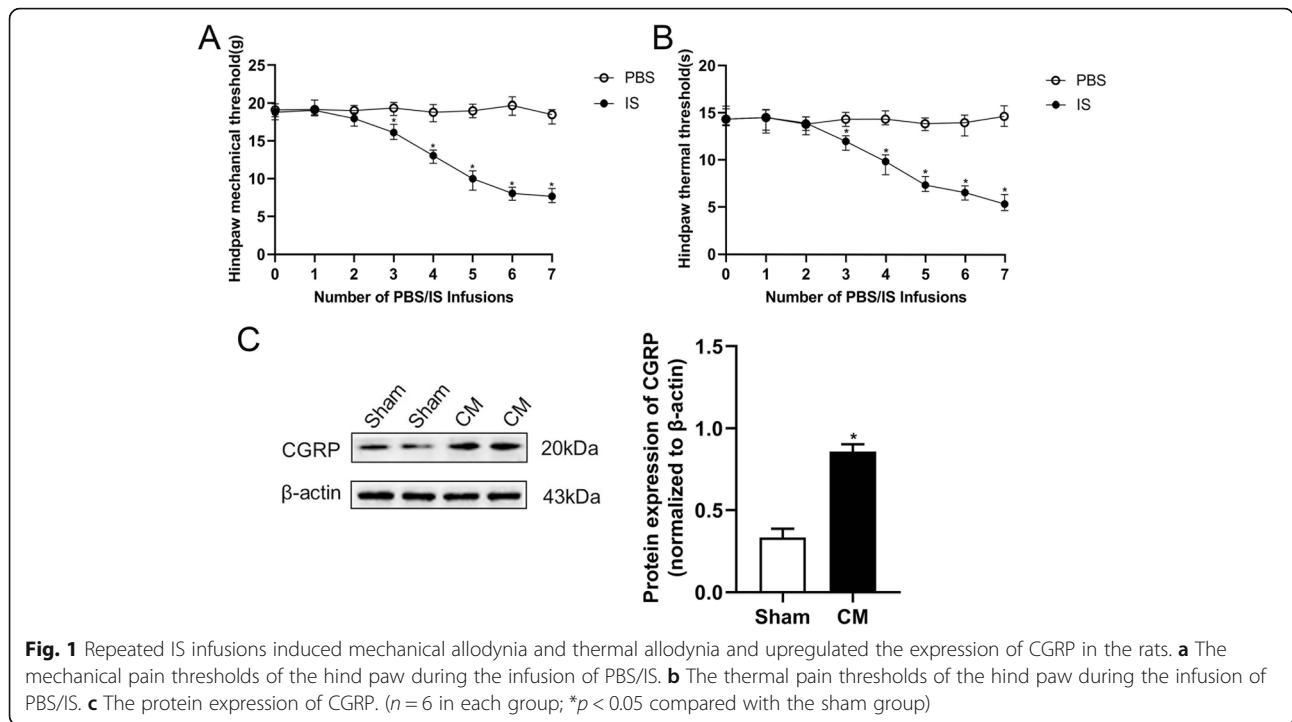 A
Hindpaw mechanical threshold(g)
25
20
15
10
5
0
0 1 2 3 4 5 6 7
Number of PBS/IS Infusions
PBS
IS
* * * * *
B
Hindpaw thermal threshold(s)
20
15
10
5
0
0 1 2 3 4 5 6 7
Number of PBS/IS Infusions
PBS
IS
* * * * *
C
Sham Sham CM CM
CGRP 20kDa
β-actin 43kDa
Protein expression of CGRP
(normalized to β-actin)
1.5
1.0
0.5
0.0
*
Sham CM
Fig. 1 Repeated IS infusions induced mechanical allodynia and thermal allodynia and upregulated the expression of CGRP in the rats. a The
mechanical pain thresholds of the hind paw during the infusion of PBS/IS. b The thermal pain thresholds of the hind paw during the infusion of
PBS/IS. c The protein expression of CGRP. (n = 6 in each group; *p < 0.05 compared with the sham group)